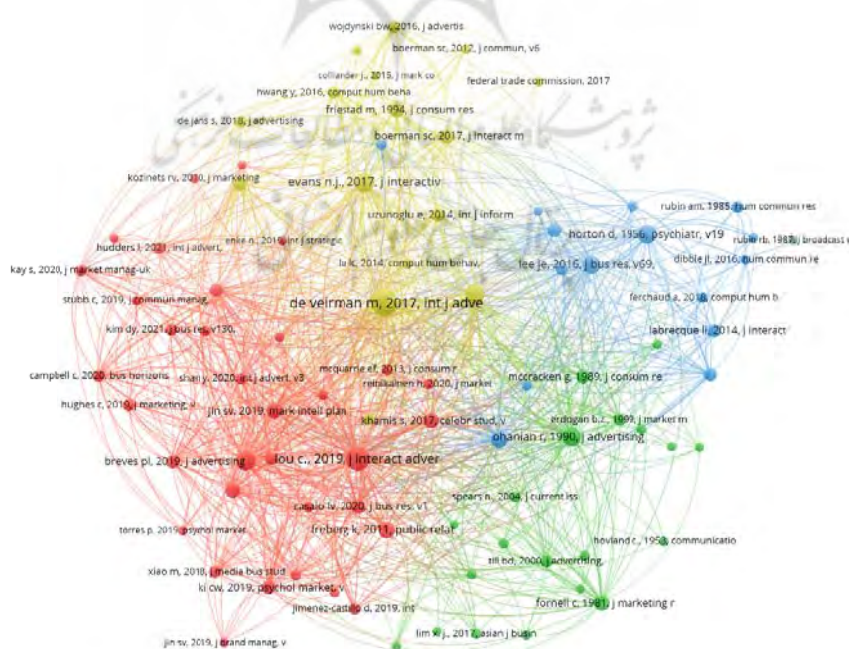 wojdynski bw, 2016, j advertis
boerman sc, 2012, j commun, v6
colliander j., 2015, j mark co
federal trade commission, 2017
hwang y, 2016, comput hum beha
friestad m, 1994, j consum res
de jans s, 2018, j advertising
boerman sc, 2017, j interact m
kozinets rv, 2010, j marketing
evans n.j., 2017, j interactiv
rubin am, 1985, hum commun res
uzunoglu e, 2014, int j inform
horton d, 1956, psychiatr, v19
hudders l, 2021, int j advert,
enke n., 2019, int j strategic
rubin rb, 1987, j broadcast e
dibble jl, 2016, hum commun re
kay s, 2020, j market manag-uk
lee je, 2016, j bus res, v69,
stubb c, 2019, j commun manag,
de veirman m, 2017, int j adve
ferchaud a, 2018, comput hum b
kim dy, 2021, j bus res, v130,
labrecque li, 2014, j interact
mcquarrie ef, 2013, j consum r
campbell c, 2020, bus horizons
shan y, 2020, int j advert, v3
reinikainen h, 2020, j market
mccracken g, 1989, j consum re
hughes c, 2019, j marketing, v
jin sv, 2019, mark intell plan
khamis s, 2017, celebr stud, v
erdogan b.z., 1999, j market m
ohanian r, 1990, j advertising
breves pl, 2019, j advertising
lou c., 2019, j interact adver
casalo lv, 2020, j bus res, v1
spears n., 2004, j current iss
torres p, 2019, psychol market
freberg k, 2011, public relat
hovland c., 1953, communicatio
xiao m, 2018, j media bus stud
till bd, 2000, j advertising,
ki cw, 2019, psychol market, v
jimenez-castillo d, 2019, int
fornell c, 1981, j marketing r
jin sv, 2019, j brand manag, v
lim x. j., 2017, asian j busin